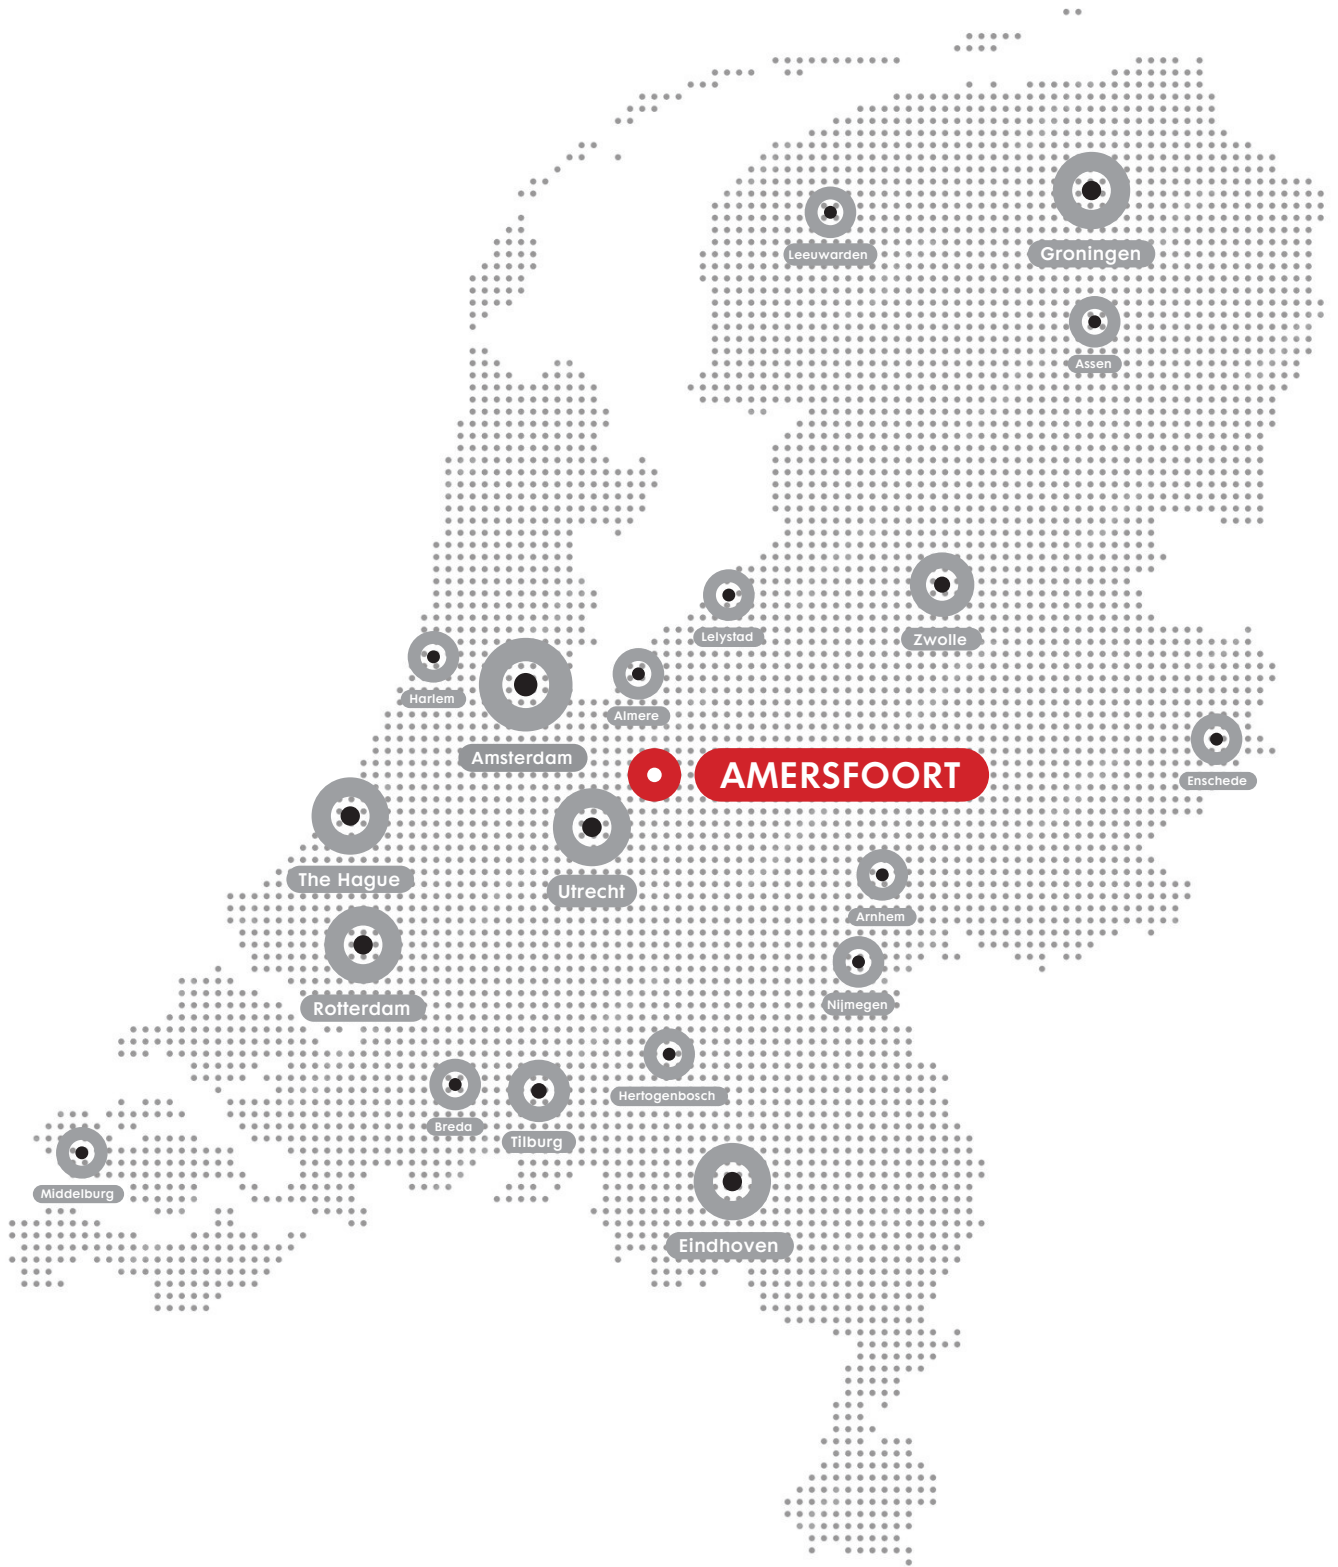 Leeuwarden
Groningen
Assen
Lelystad
Zwolle
Harlem
Almere
Amsterdam
AMERSFOORT
Enschede
The Hague
Utrecht
Arnhem
Rotterdam
Nijmegen
Hertogenbosch
Breda
Tilburg
Middelburg
Eindhoven